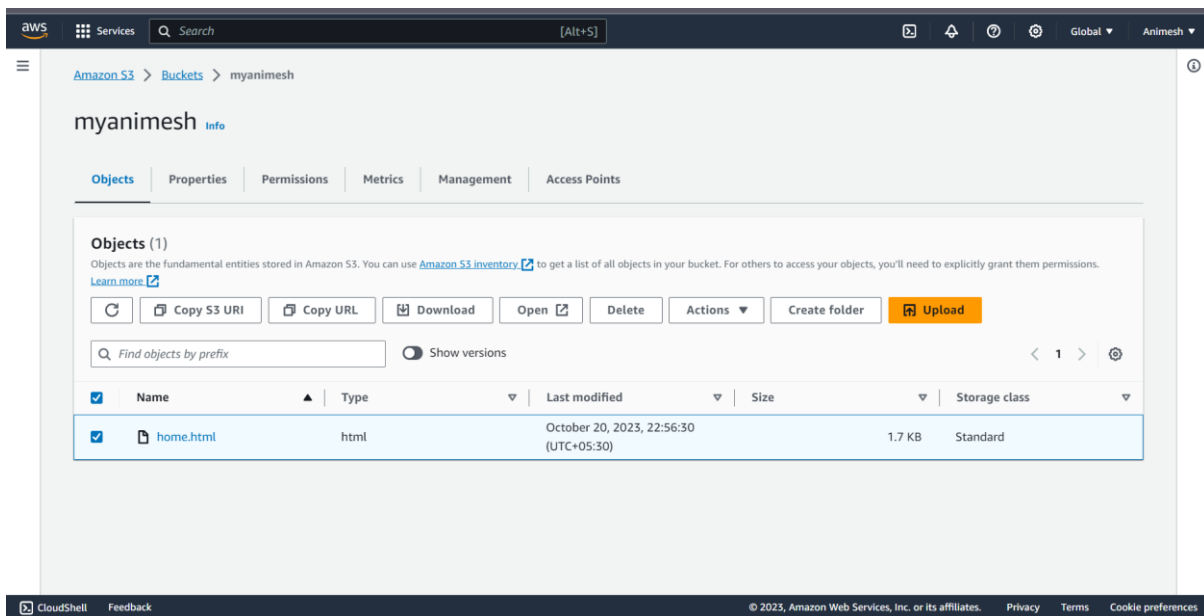 aws Services Search [Alt+S] Global Animesh
Amazon S3 > Buckets > myanimesh
myanimesh Info
Objects Properties Permissions Metrics Management Access Points
Objects (1)
Objects are the fundamental entities stored in Amazon S3. You can use Amazon S3 inventory to get a list of all objects in your bucket. For others to access your objects, you'll need to explicitly grant them permissions.
Learn more
Copy S3 URI Copy URL Download Open Delete Actions Create folder Upload
Find objects by prefix Show versions < 1 >
Name Type Last modified Size Storage class
home.html html October 20, 2023, 22:56:30 1.7 KB Standard
(UTC+05:30)
CloudShell Feedback © 2023, Amazon Web Services, Inc. or its affiliates. Privacy Terms Cookie preferences